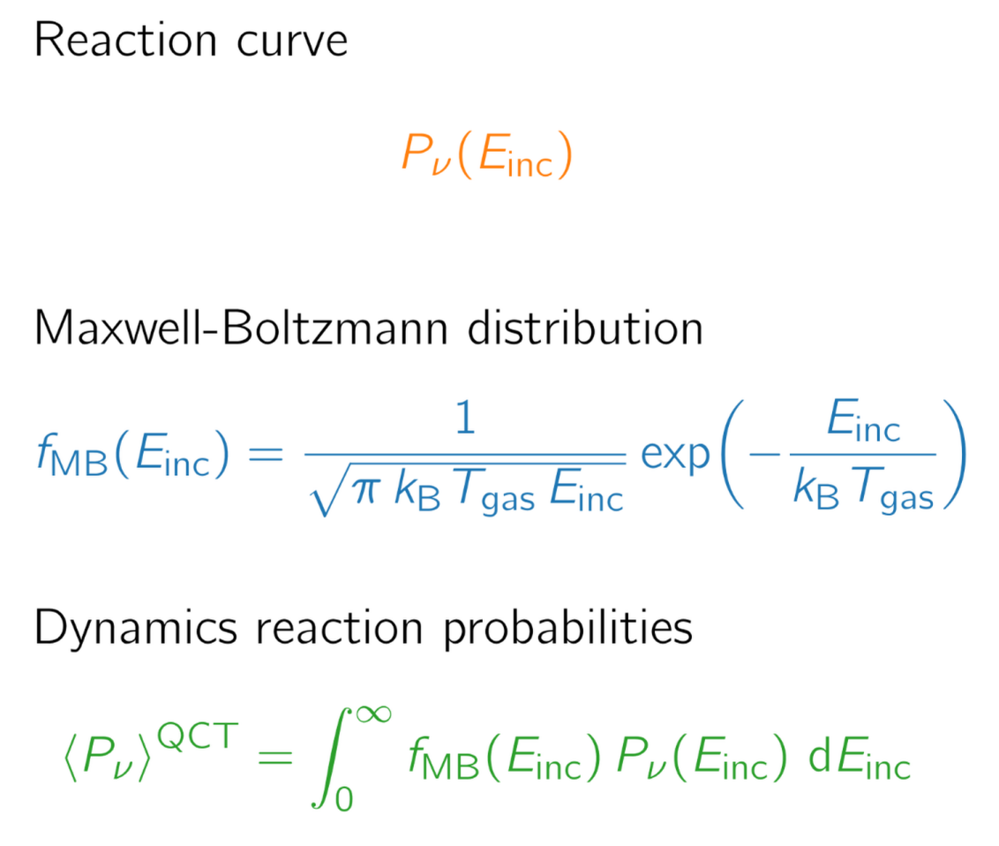 Reaction curve
P_ν(E_inc)
Maxwell-Boltzmann distribution
f_MB(E_inc) = 1 / √(π k_B T_gas E_inc) exp(− E_inc / (k_B T_gas))
Dynamics reaction probabilities
⟨P_ν⟩^QCT = ∫_0^∞ f_MB(E_inc) P_ν(E_inc) dE_inc